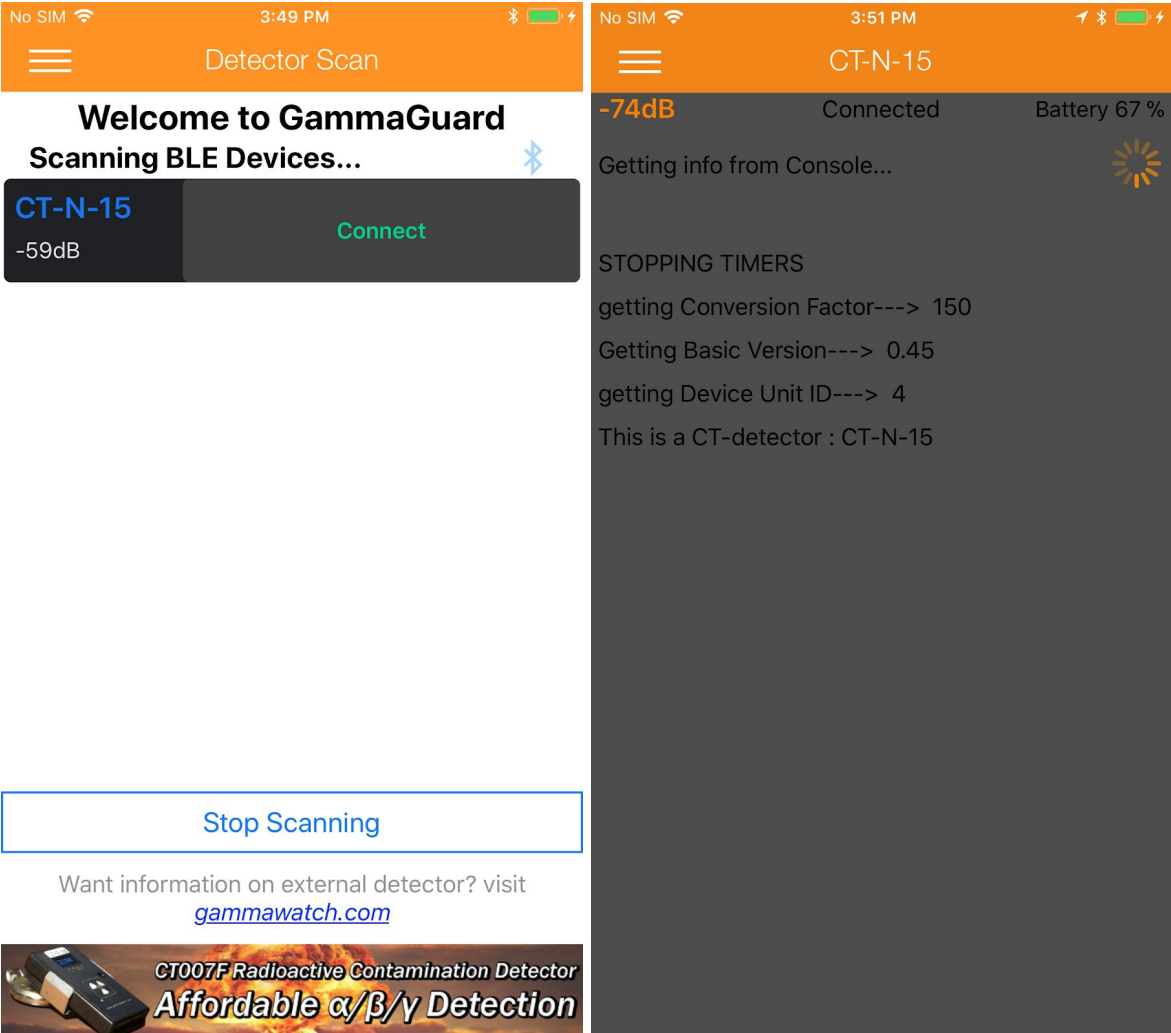 No SIM 3:49 PM
Detector Scan
Welcome to GammaGuard
Scanning BLE Devices...
CT-N-15
-59dB
Connect
Stop Scanning
Want information on external detector? visit
gammawatch.com
CT007F Radioactive Contamination Detector
Affordable α/β/γ Detection
No SIM 3:51 PM
CT-N-15
-74dB Connected Battery 67 %
Getting info from Console...
STOPPING TIMERS
getting Conversion Factor---> 150
Getting Basic Version---> 0.45
getting Device Unit ID---> 4
This is a CT-detector : CT-N-15